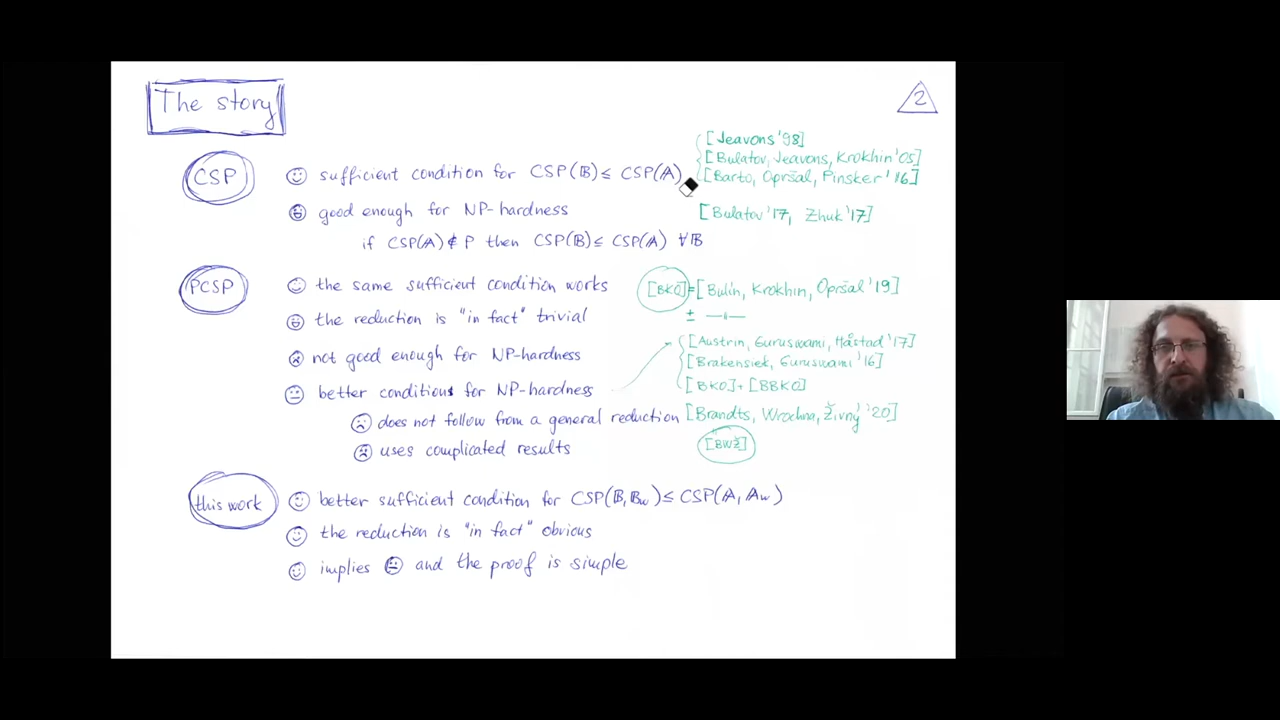 The story
2
CSP
sufficient condition for CSP(𝔹) ≤ CSP(𝔸)
[Jeavons '98]
[Bulatov, Jeavons, Krokhin '05]
[Barto, Opršal, Pinsker '16]
good enough for NP-hardness
[Bulatov '17, Zhuk '17]
if CSP(𝔸) ∉ P then CSP(𝔹) ≤ CSP(𝔸) ∀𝔹
PCSP
the same sufficient condition works
[BKO] = [Bulín, Krokhin, Opršal '19]
the reduction is "in fact" trivial
± —"—
not good enough for NP-hardness
[Austrin, Guruswami, Håstad '17]
[Brakensiek, Guruswami '16]
better conditions for NP-hardness
[BKO] + [BBKO]
does not follow from a general reduction
[Brandts, Wrochna, Živný '20]
uses complicated results
[BWŽ]
this work
better sufficient condition for CSP(𝔹, 𝔹w) ≤ CSP(𝔸, 𝔸w)
the reduction is "in fact" obvious
implies 😐 and the proof is simple